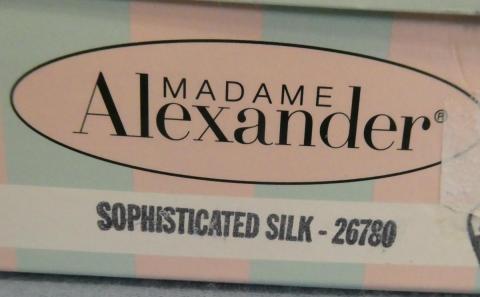 MADAME
Alexander®
SOPHISTICATED SILK - 26780